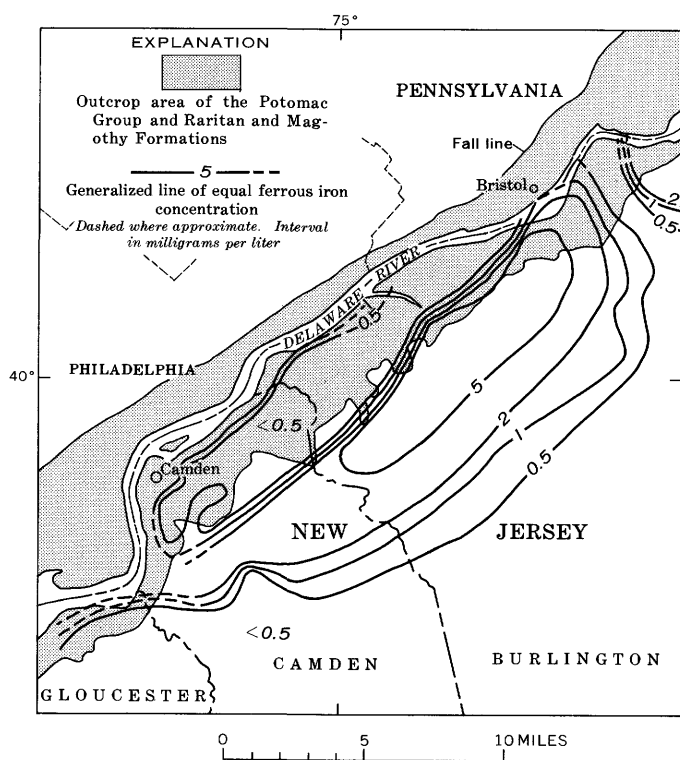 75°
EXPLANATION
Outcrop area of the Potomac
Group and Raritan and Mag-
othy Formations
5
Generalized line of equal ferrous iron
concentration
Dashed where approximate. Interval
in milligrams per liter
PENNSYLVANIA
Fall line
Bristol
2
1
0.5
DELAWARE RIVER
1
0.5
40°
PHILADELPHIA
5
<0.5
2
1
Camden
0.5
NEW JERSEY
<0.5
CAMDEN
BURLINGTON
GLOUCESTER
0 5 10 MILES